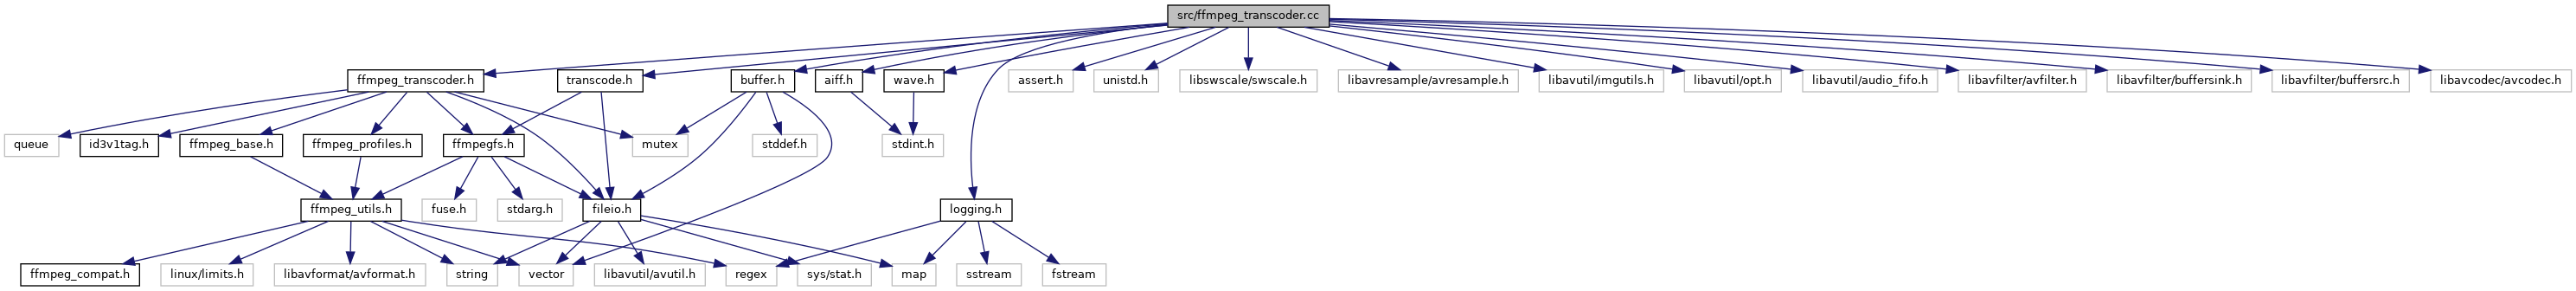 src/ffmpeg_transcoder.cc
ffmpeg_transcoder.h
transcode.h
buffer.h
aiff.h
wave.h
assert.h
unistd.h
libswscale/swscale.h
libavresample/avresample.h
libavutil/imgutils.h
libavutil/opt.h
libavutil/audio_fifo.h
libavfilter/avfilter.h
libavfilter/buffersink.h
libavfilter/buffersrc.h
libavcodec/avcodec.h
queue
id3v1tag.h
ffmpeg_base.h
ffmpeg_profiles.h
ffmpegfs.h
mutex
stddef.h
stdint.h
ffmpeg_utils.h
fuse.h
stdarg.h
fileio.h
logging.h
ffmpeg_compat.h
linux/limits.h
libavformat/avformat.h
string
vector
libavutil/avutil.h
regex
sys/stat.h
map
sstream
fstream